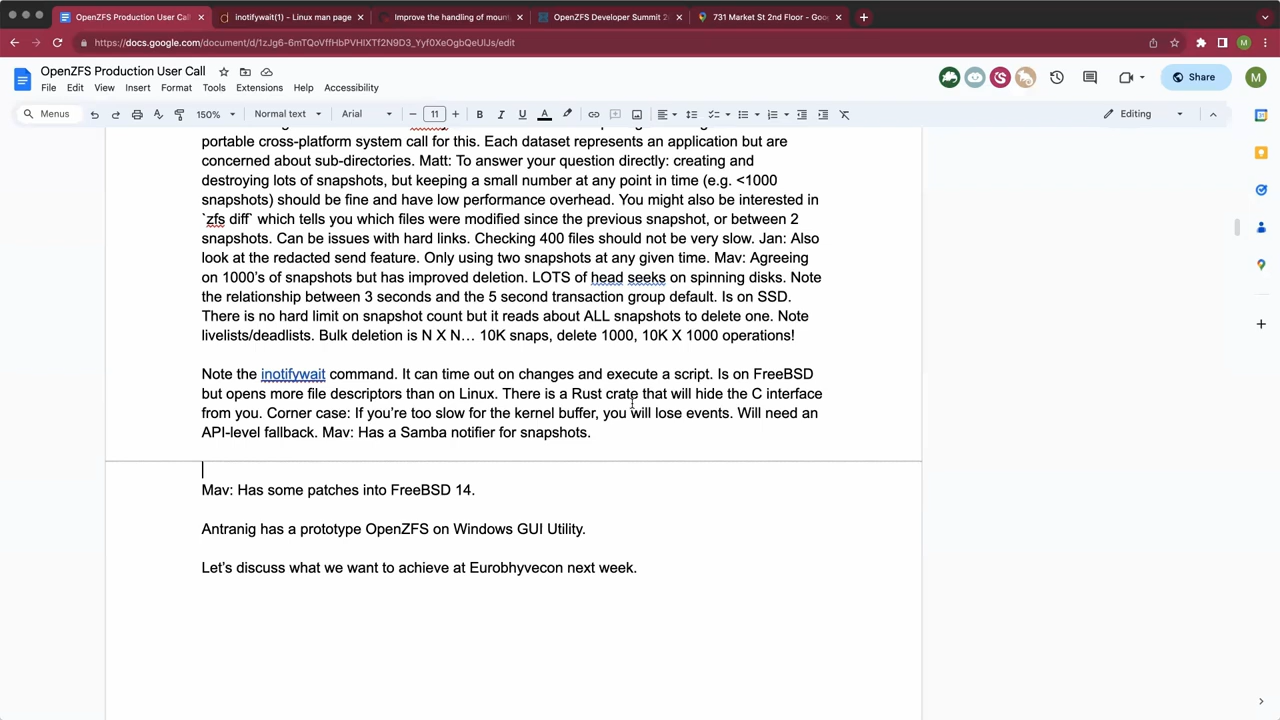 OpenZFS Production User Call
inotifywait(1) - Linux man page
Improve the handling of moun
OpenZFS Developer Summit 2
731 Market St 2nd Floor - Goo
https://docs.google.com/document/d/1zJg6-6mTQoVffHbPVHIXTf2N9D3_Yyf0XeOgbQeUIJs/edit
OpenZFS Production User Call
Share
M
File Edit View Insert Format Tools Extensions Help Accessibility
Menus 150% Normal text Arial 11 B I U A Editing
portable cross-platform system call for this. Each dataset represents an application but are
concerned about sub-directories. Matt: To answer your question directly: creating and
destroying lots of snapshots, but keeping a small number at any point in time (e.g. <1000
snapshots) should be fine and have low performance overhead. You might also be interested in
`zfs diff` which tells you which files were modified since the previous snapshot, or between 2
snapshots. Can be issues with hard links. Checking 400 files should not be very slow. Jan: Also
look at the redacted send feature. Only using two snapshots at any given time. Mav: Agreeing
on 1000's of snapshots but has improved deletion. LOTS of head seeks on spinning disks. Note
the relationship between 3 seconds and the 5 second transaction group default. Is on SSD.
There is no hard limit on snapshot count but it reads about ALL snapshots to delete one. Note
livelists/deadlists. Bulk deletion is N X N… 10K snaps, delete 1000, 10K X 1000 operations!
Note the inotifywait command. It can time out on changes and execute a script. Is on FreeBSD
but opens more file descriptors than on Linux. There is a Rust crate that will hide the C interface
from you. Corner case: If you're too slow for the kernel buffer, you will lose events. Will need an
API-level fallback. Mav: Has a Samba notifier for snapshots.
Mav: Has some patches into FreeBSD 14.
Antranig has a prototype OpenZFS on Windows GUI Utility.
Let's discuss what we want to achieve at Eurobhyvecon next week.